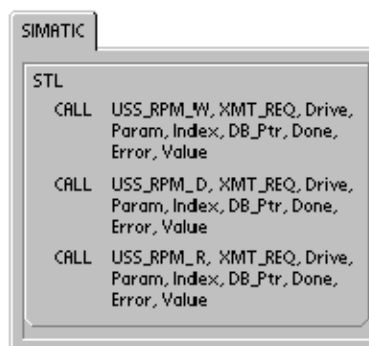 SIMATIC
STL
CALL USS_RPM_W, XMT_REQ, Drive,
Param, Index, DB_Ptr, Done,
Error, Value
CALL USS_RPM_D, XMT_REQ, Drive,
Param, Index, DB_Ptr, Done,
Error, Value
CALL USS_RPM_R, XMT_REQ, Drive,
Param, Index, DB_Ptr, Done,
Error, Value